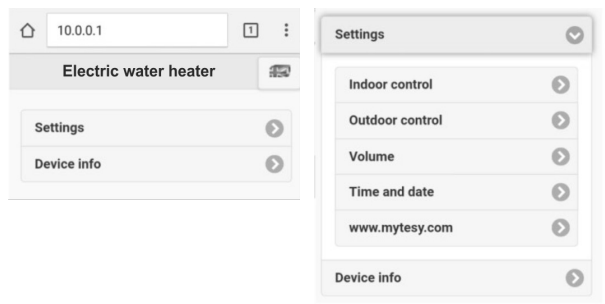 10.0.0.1
1
Electric water heater
Settings
Device info
Settings
Indoor control
Outdoor control
Volume
Time and date
www.mytesy.com
Device info